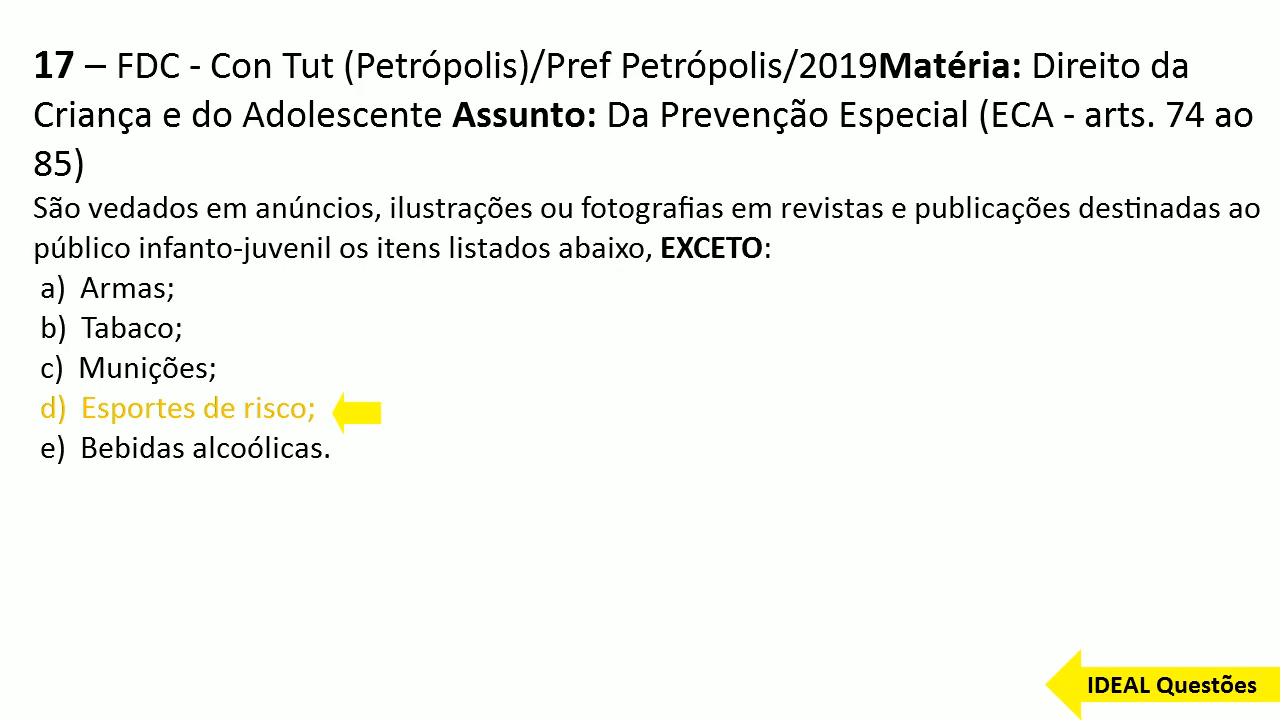 17 – FDC - Con Tut (Petrópolis)/Pref Petrópolis/2019Matéria: Direito da
Criança e do Adolescente Assunto: Da Prevenção Especial (ECA - arts. 74 ao
85)
São vedados em anúncios, ilustrações ou fotografias em revistas e publicações destinadas ao
público infanto-juvenil os itens listados abaixo, EXCETO:
a) Armas;
b) Tabaco;
c) Munições;
d) Esportes de risco;
e) Bebidas alcoólicas.
IDEAL Questões